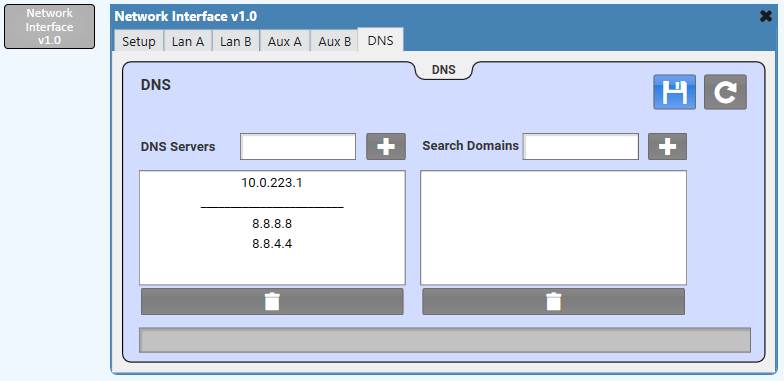 Network
Interface
v1.0
Network Interface v1.0
Setup Lan A Lan B Aux A Aux B DNS
DNS
DNS
DNS Servers Search Domains
10.0.223.1
8.8.8.8
8.8.4.4